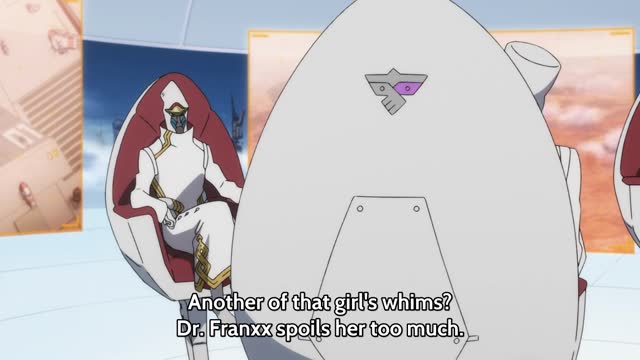 Another of that girl's whims?
Dr. Franxx spoils her too much.